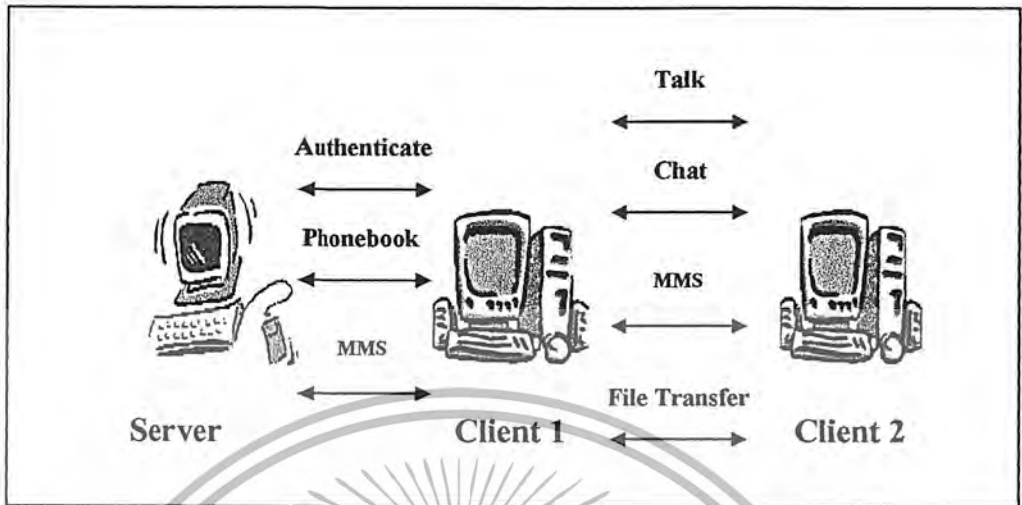 Talk
Authenticate
Chat
Phonebook
MMS
MMS
File Transfer
Server
Client 1
Client 2